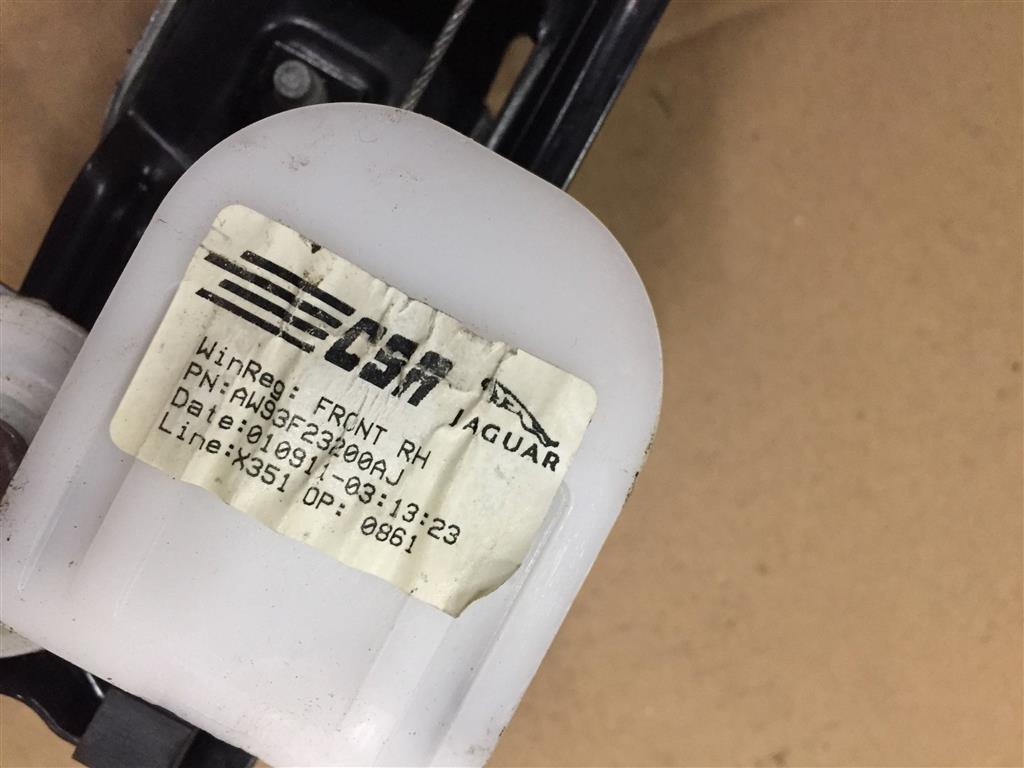 CSA
JAGUAR
WinReg: FRONT RH
PN:AW93F23200AJ
Date:010911-03:13:23
Line:X351 OP: 0861